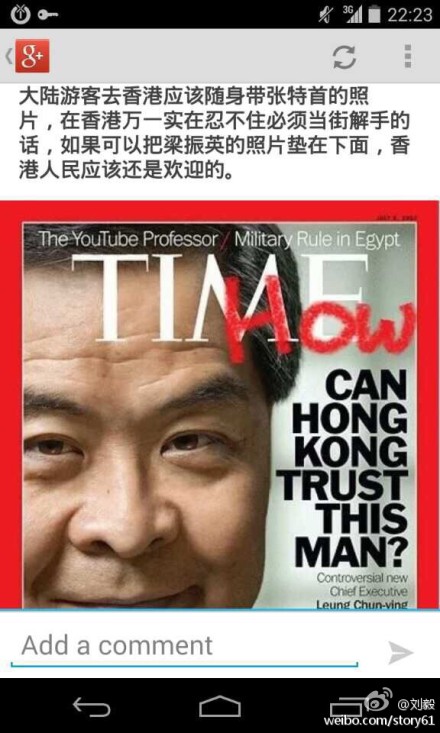 3G 22:23
g+
大陆游客去香港应该随身带张特首的照
片，在香港万一实在忍不住必须当街解手的
话，如果可以把梁振英的照片垫在下面，香
港人民应该还是欢迎的。
The YouTube Professor / Military Rule in Egypt
TIME
How
CAN
HONG
KONG
TRUST
THIS
MAN?
Controversial new
Chief Executive
Leung Chun-ying
Add a comment
@刘毅
weibo.com/story61